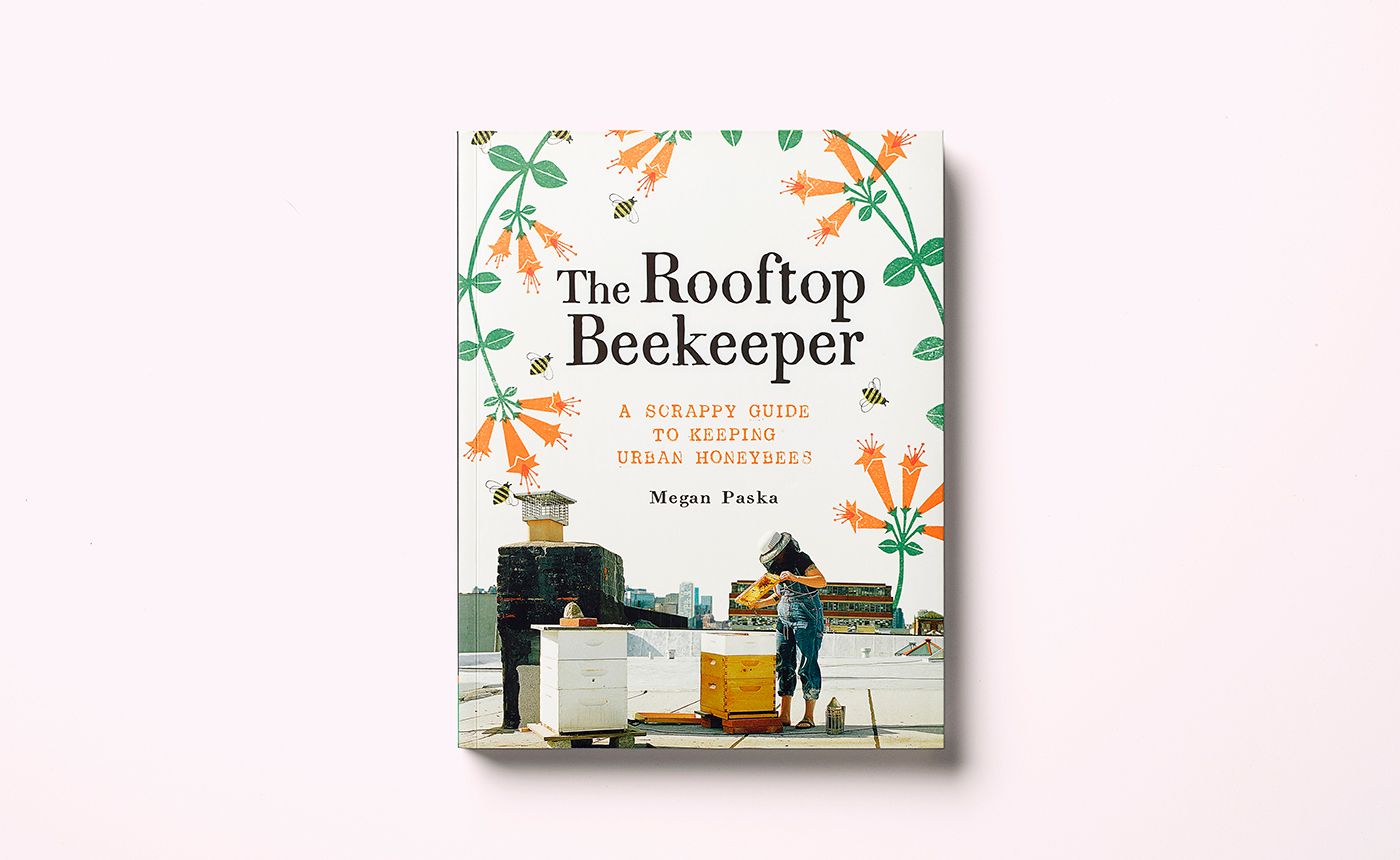 The Rooftop
Beekeeper
A SCRAPPY GUIDE
TO KEEPING
URBAN HONEYBEES
Megan Paska